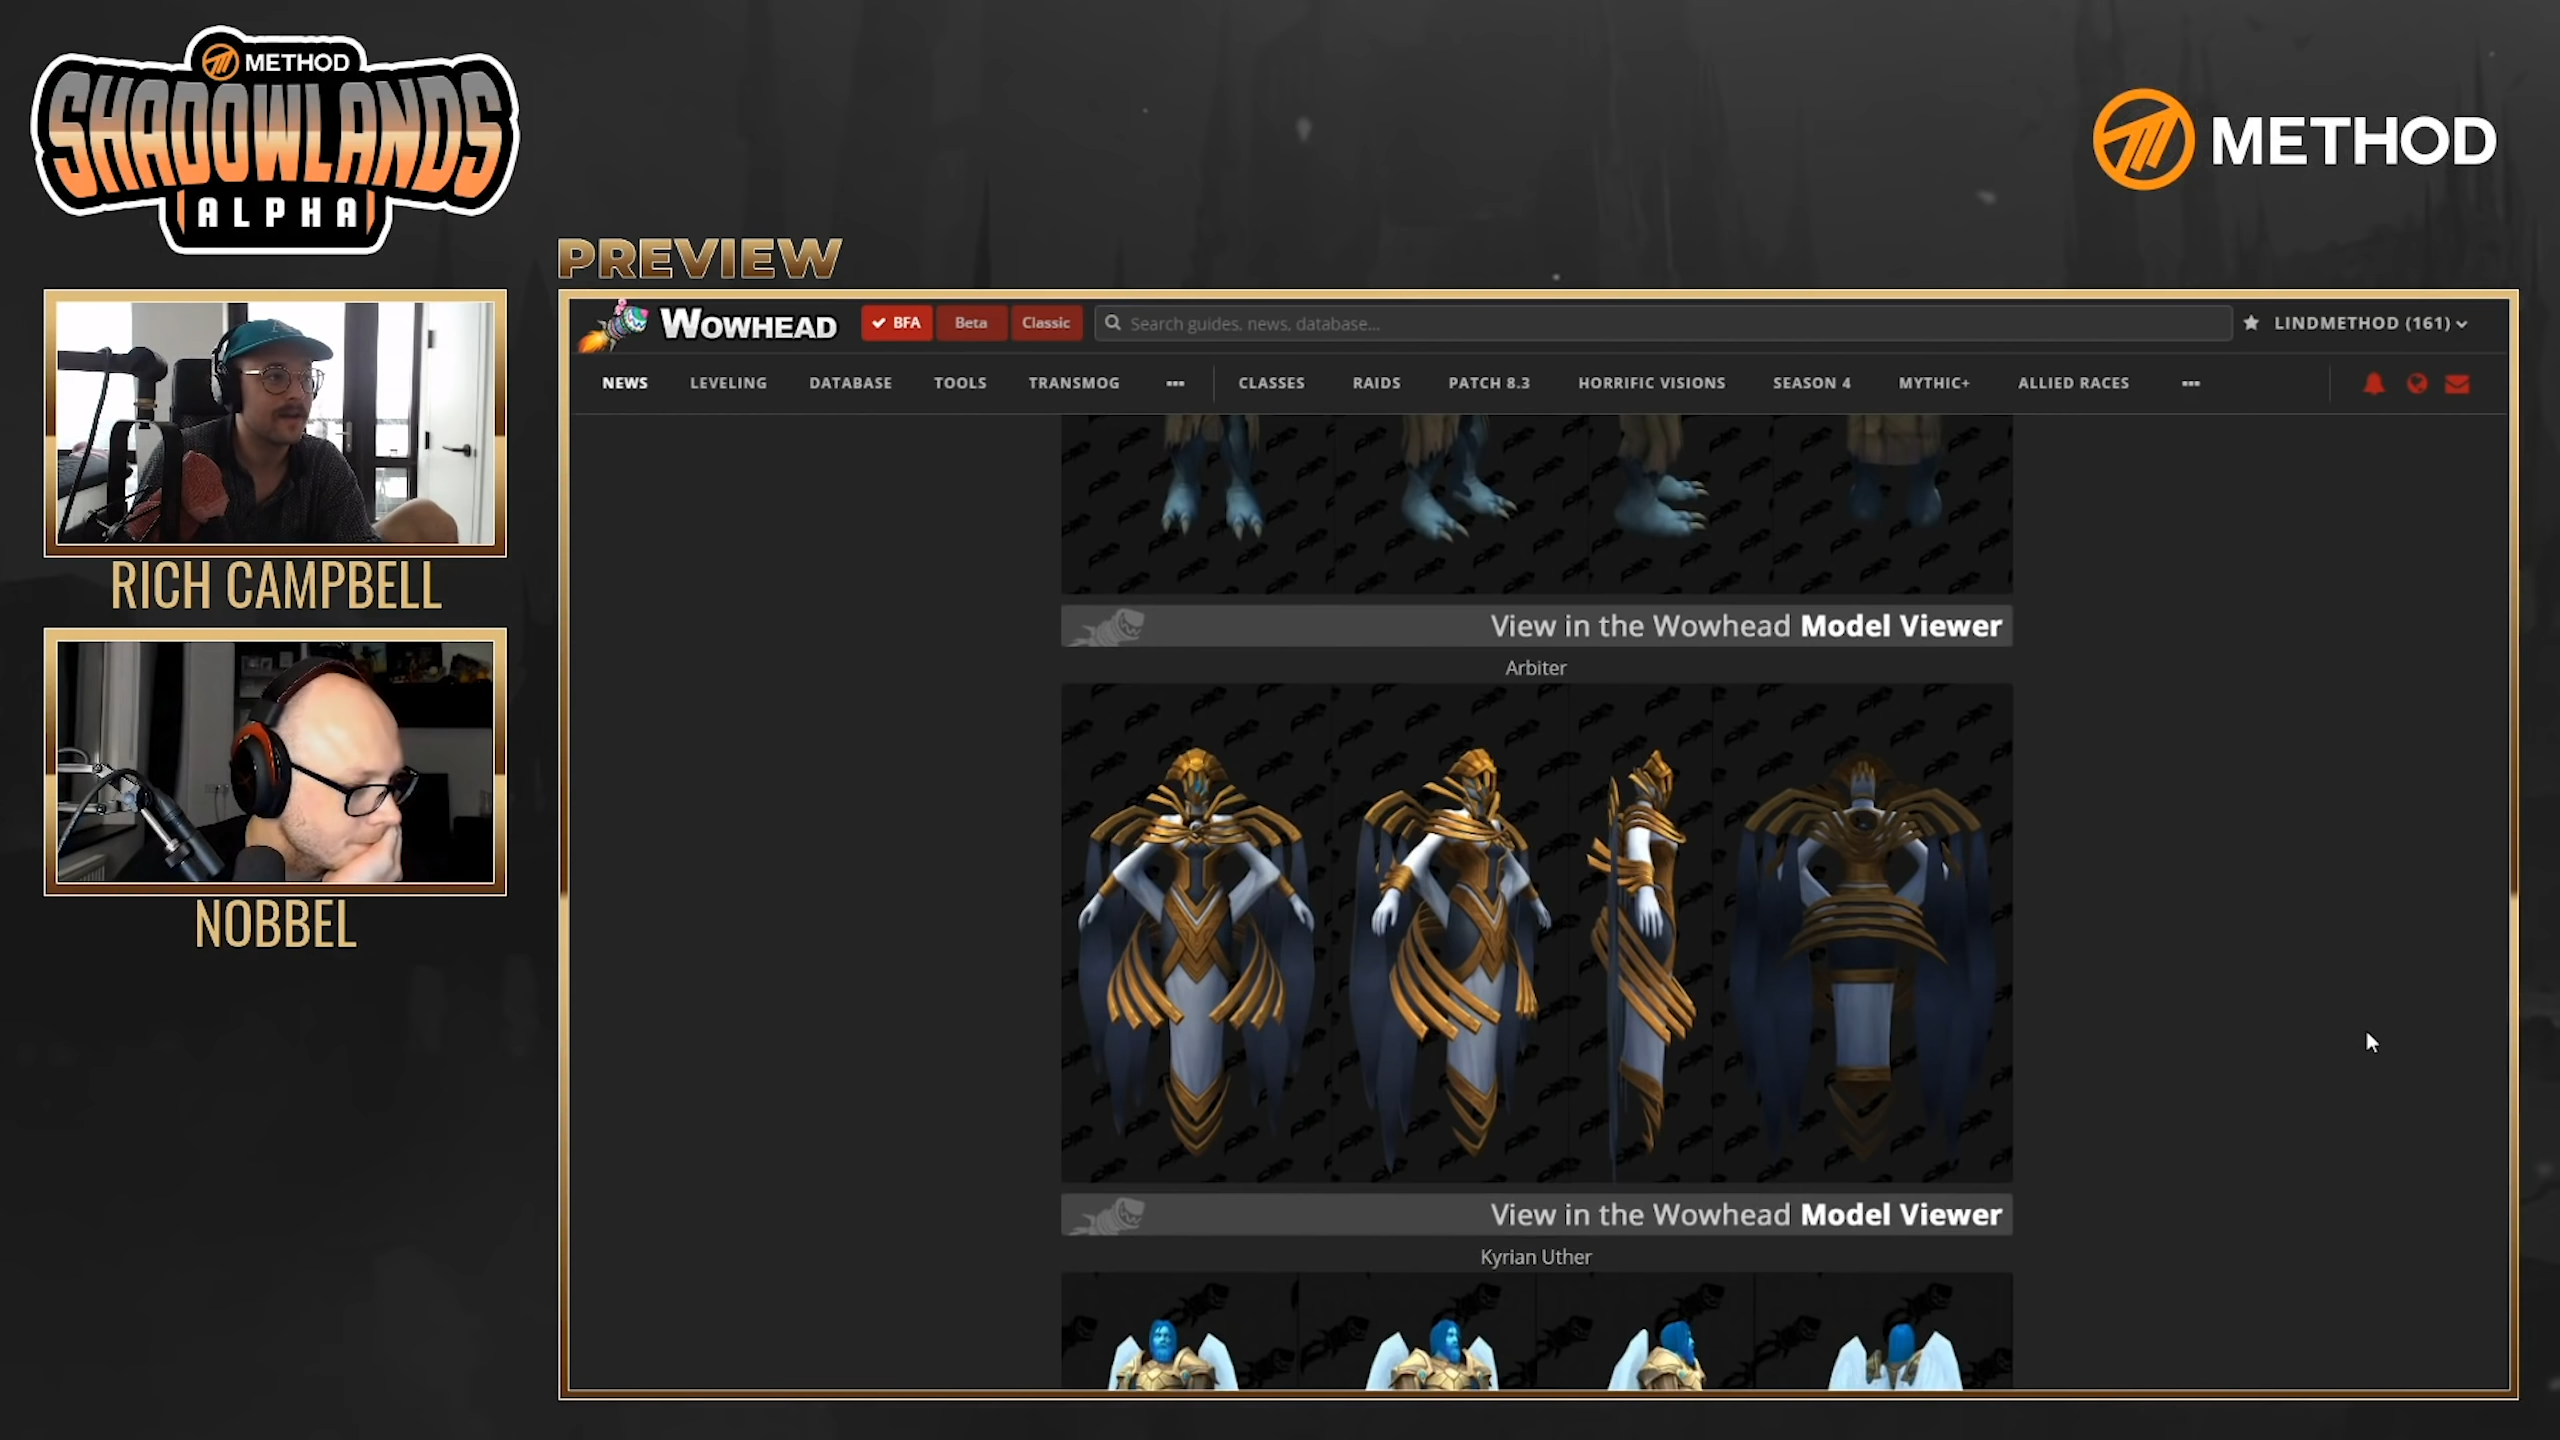 METHOD
SHADOWLANDS
ALPHA
METHOD
PREVIEW
WOWHEAD
BFA
Beta
Classic
Search guides, news, database...
LINDMETHOD (161)
NEWS
LEVELING
DATABASE
TOOLS
TRANSMOG
CLASSES
RAIDS
PATCH 8.3
HORRIFIC VISIONS
SEASON 4
MYTHIC+
ALLIED RACES
RICH CAMPBELL
NOBBEL
View in the Wowhead Model Viewer
Arbiter
View in the Wowhead Model Viewer
Kyrian Uther